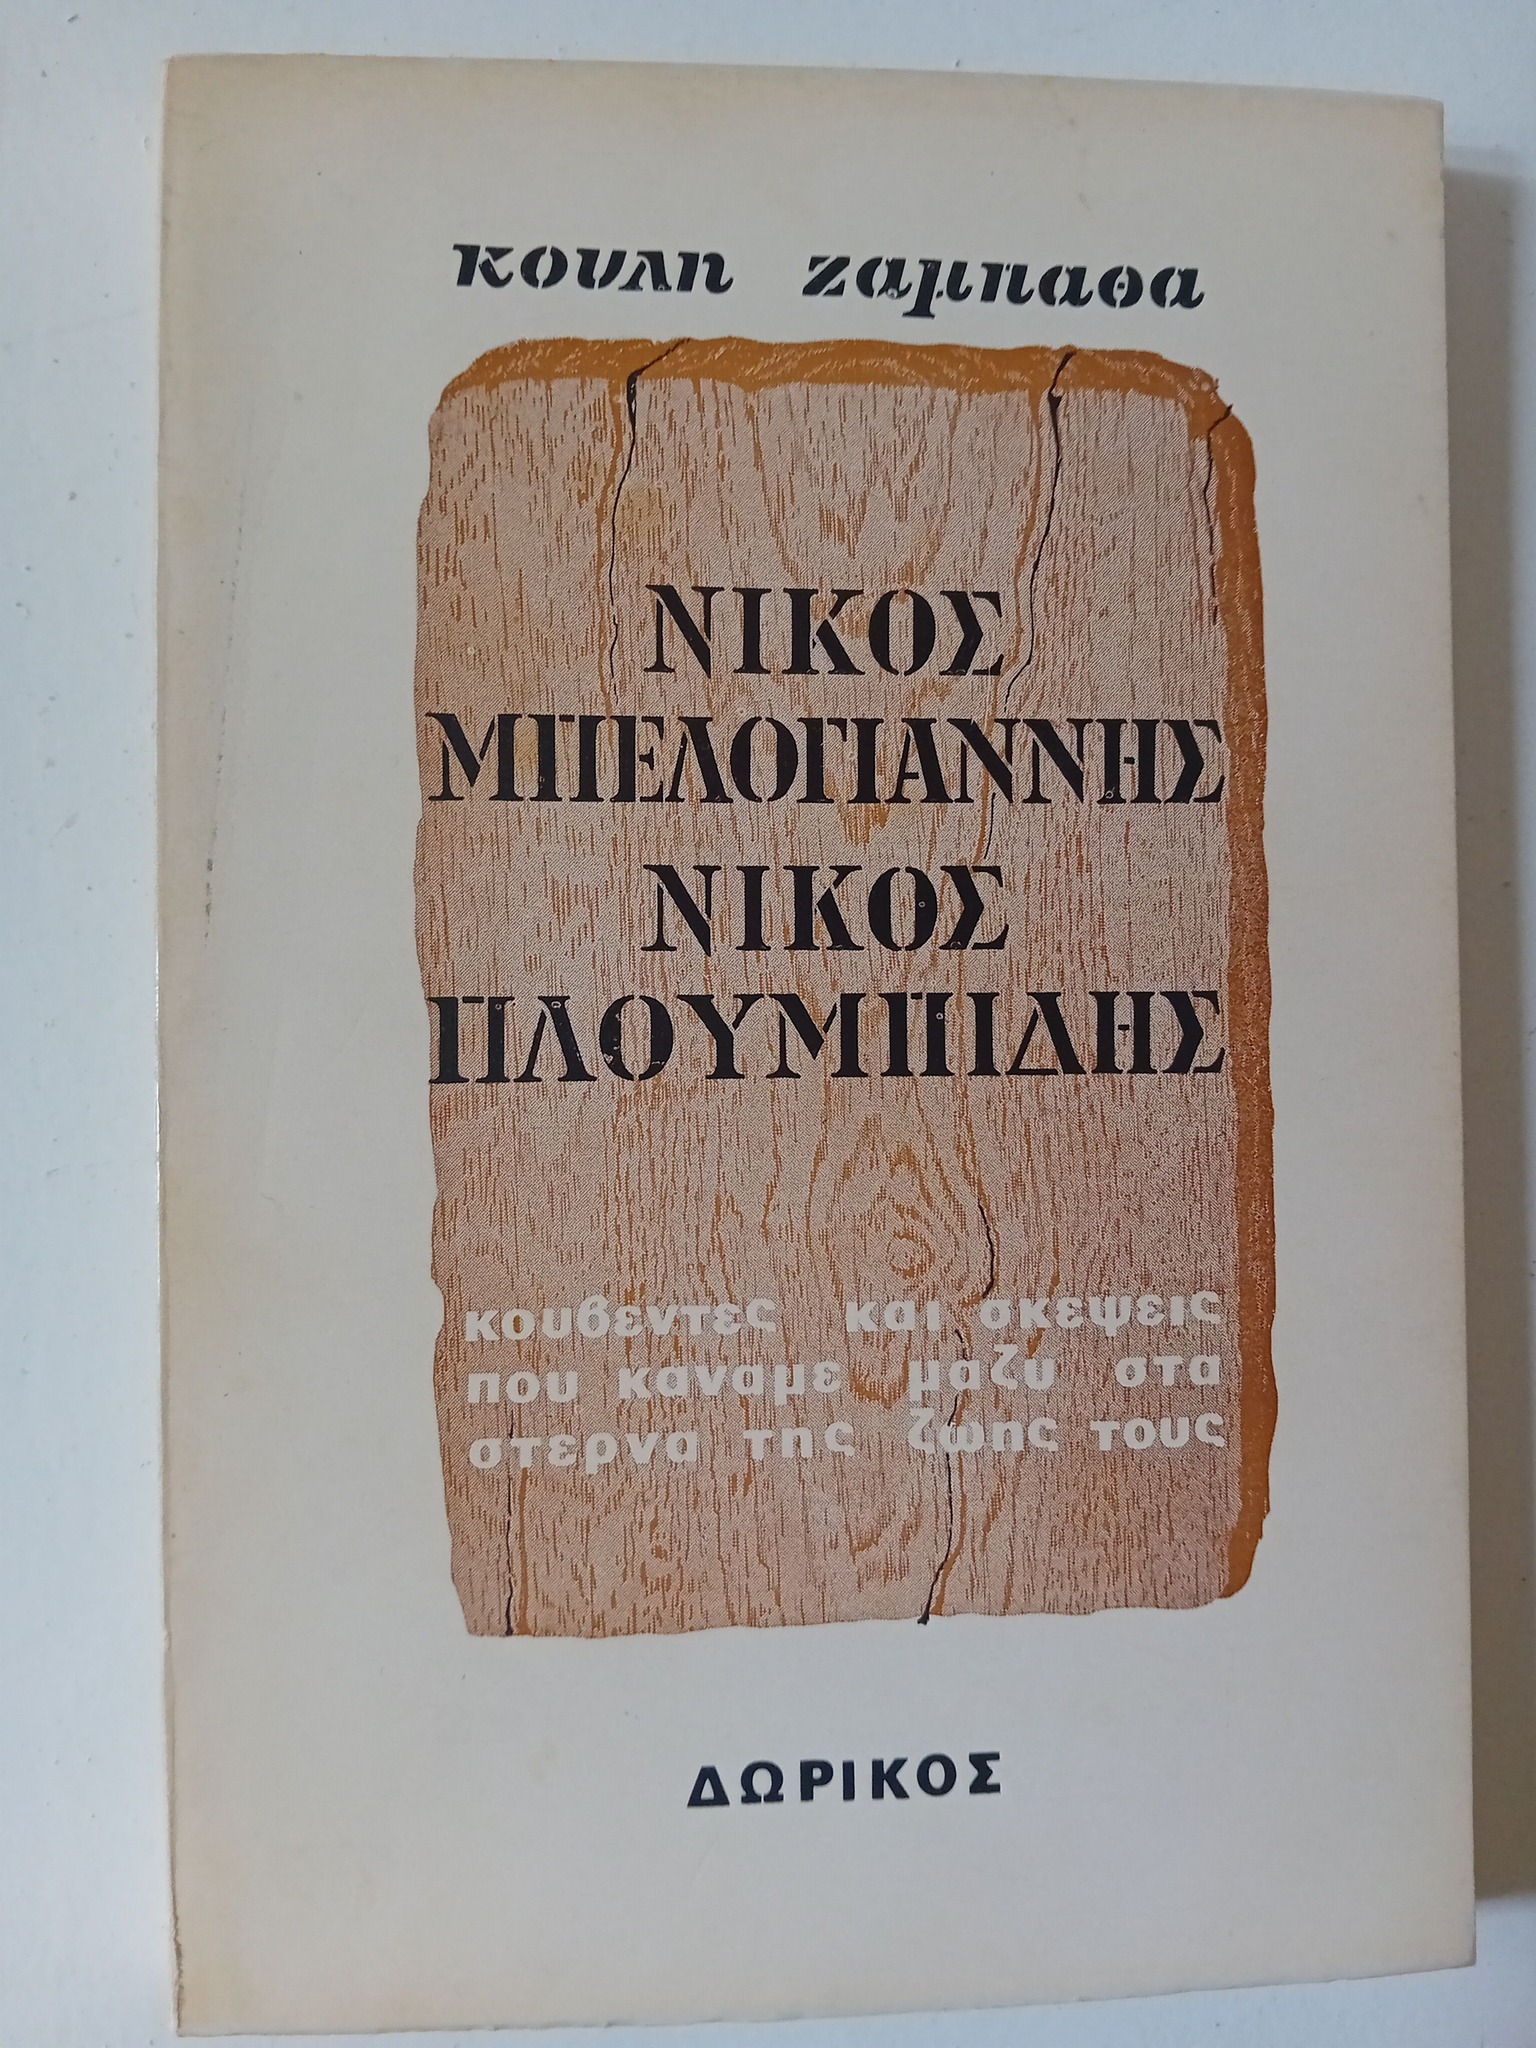 κουλη ζαμπαθα
ΝΙΚΟΣ
ΜΠΕΛΟΓΙΑΝΝΗΣ
ΝΙΚΟΣ
ΠΛΟΥΜΠΙΔΗΣ
κουβεντες και σκεψεις
που καναμε μαζυ στα
στερνα της ζωης τους
ΔΩΡΙΚΟΣ